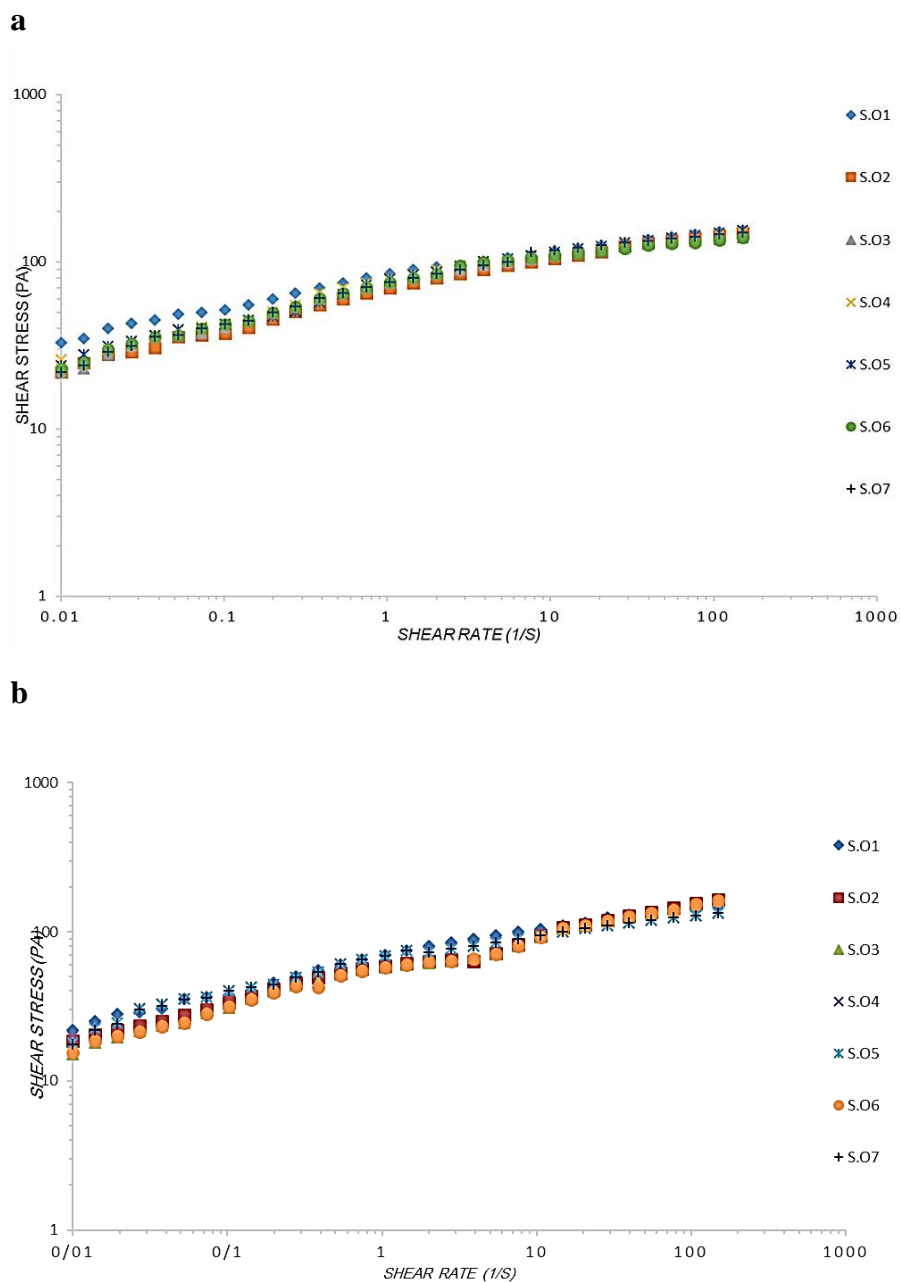 a
1000
100
10
1
SHEAR STRESS (PA)
0.01 0.1 1 10 100 1000
SHEAR RATE (1/S)
S.O1
S.O2
S.O3
S.O4
S.O5
S.O6
S.O7
b
1000
100
10
1
SHEAR STRESS (PA)
0/01 0/1 1 10 100 1000
SHEAR RATE (1/S)
S.O1
S.O2
S.O3
S.O4
S.O5
S.O6
S.O7